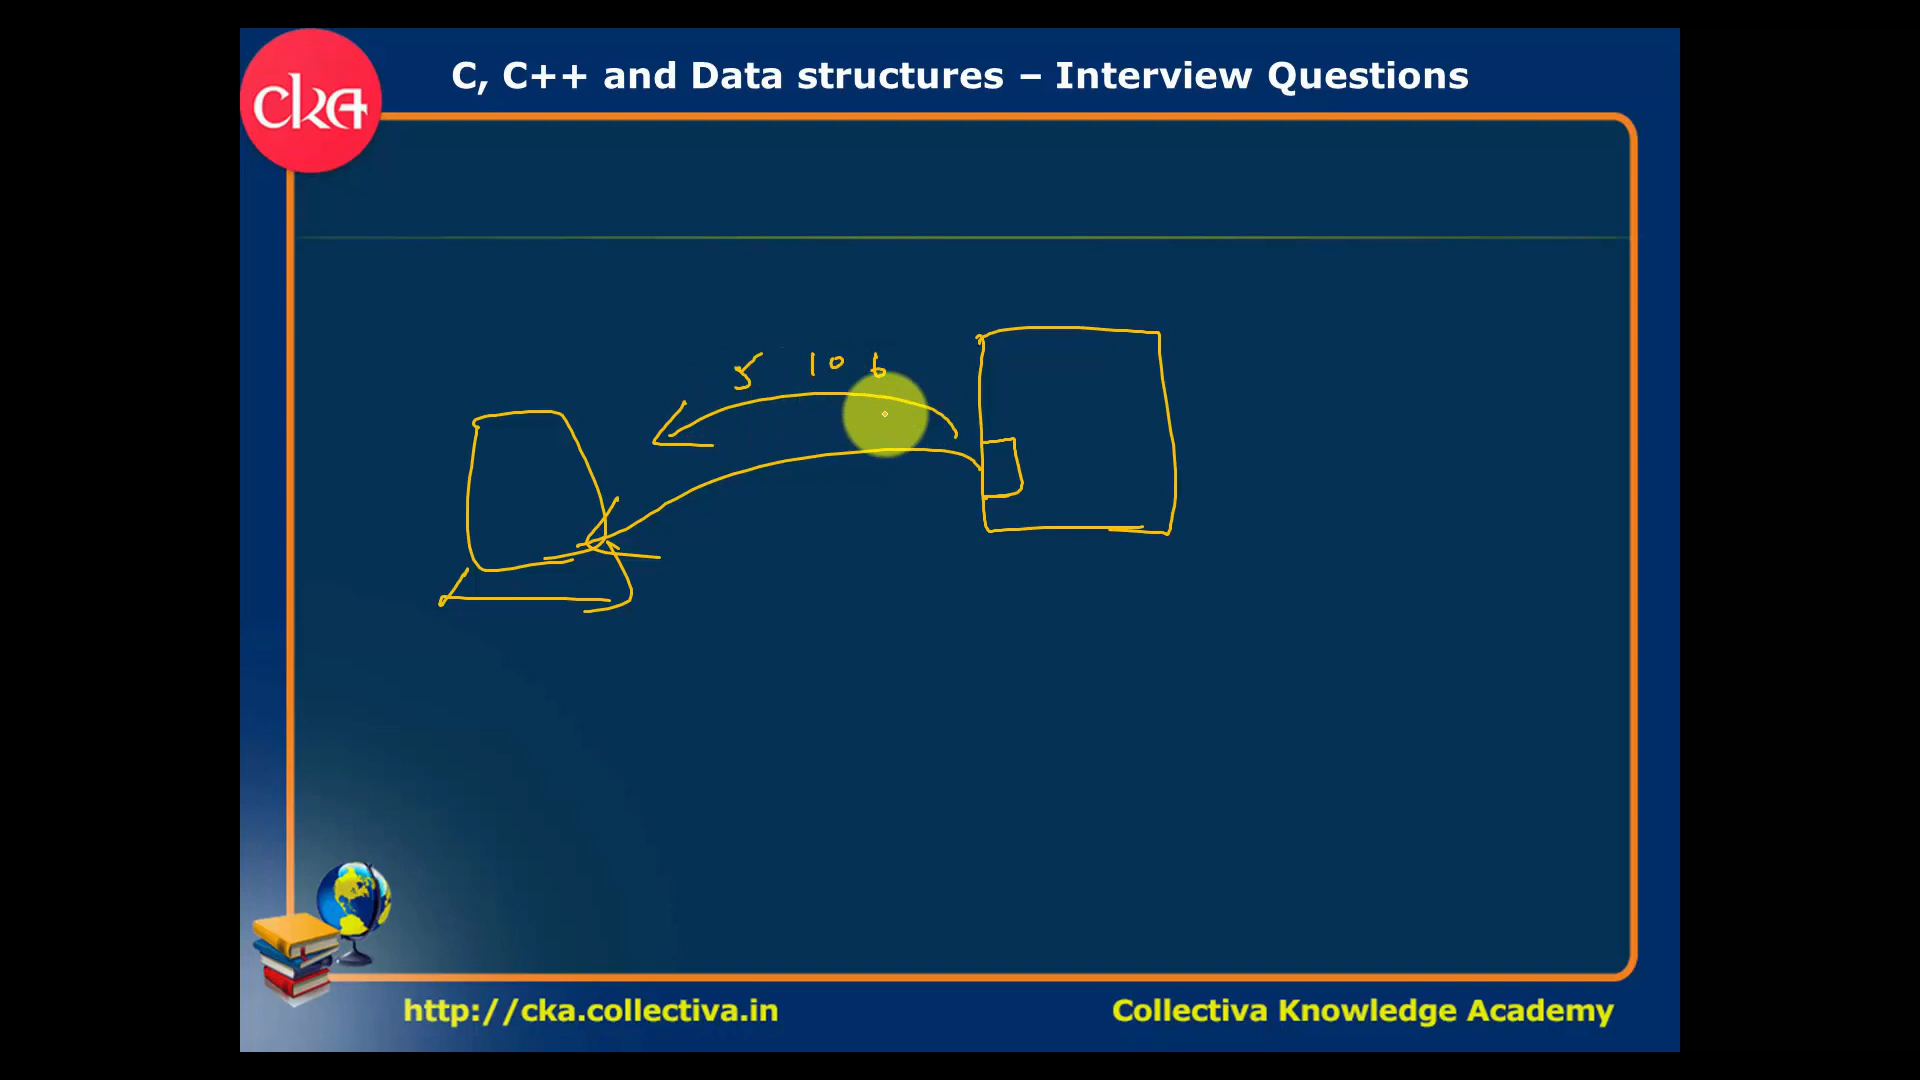 cka
C, C++ and Data structures – Interview Questions
5 10 6
http://cka.collectiva.in
Collectiva Knowledge Academy